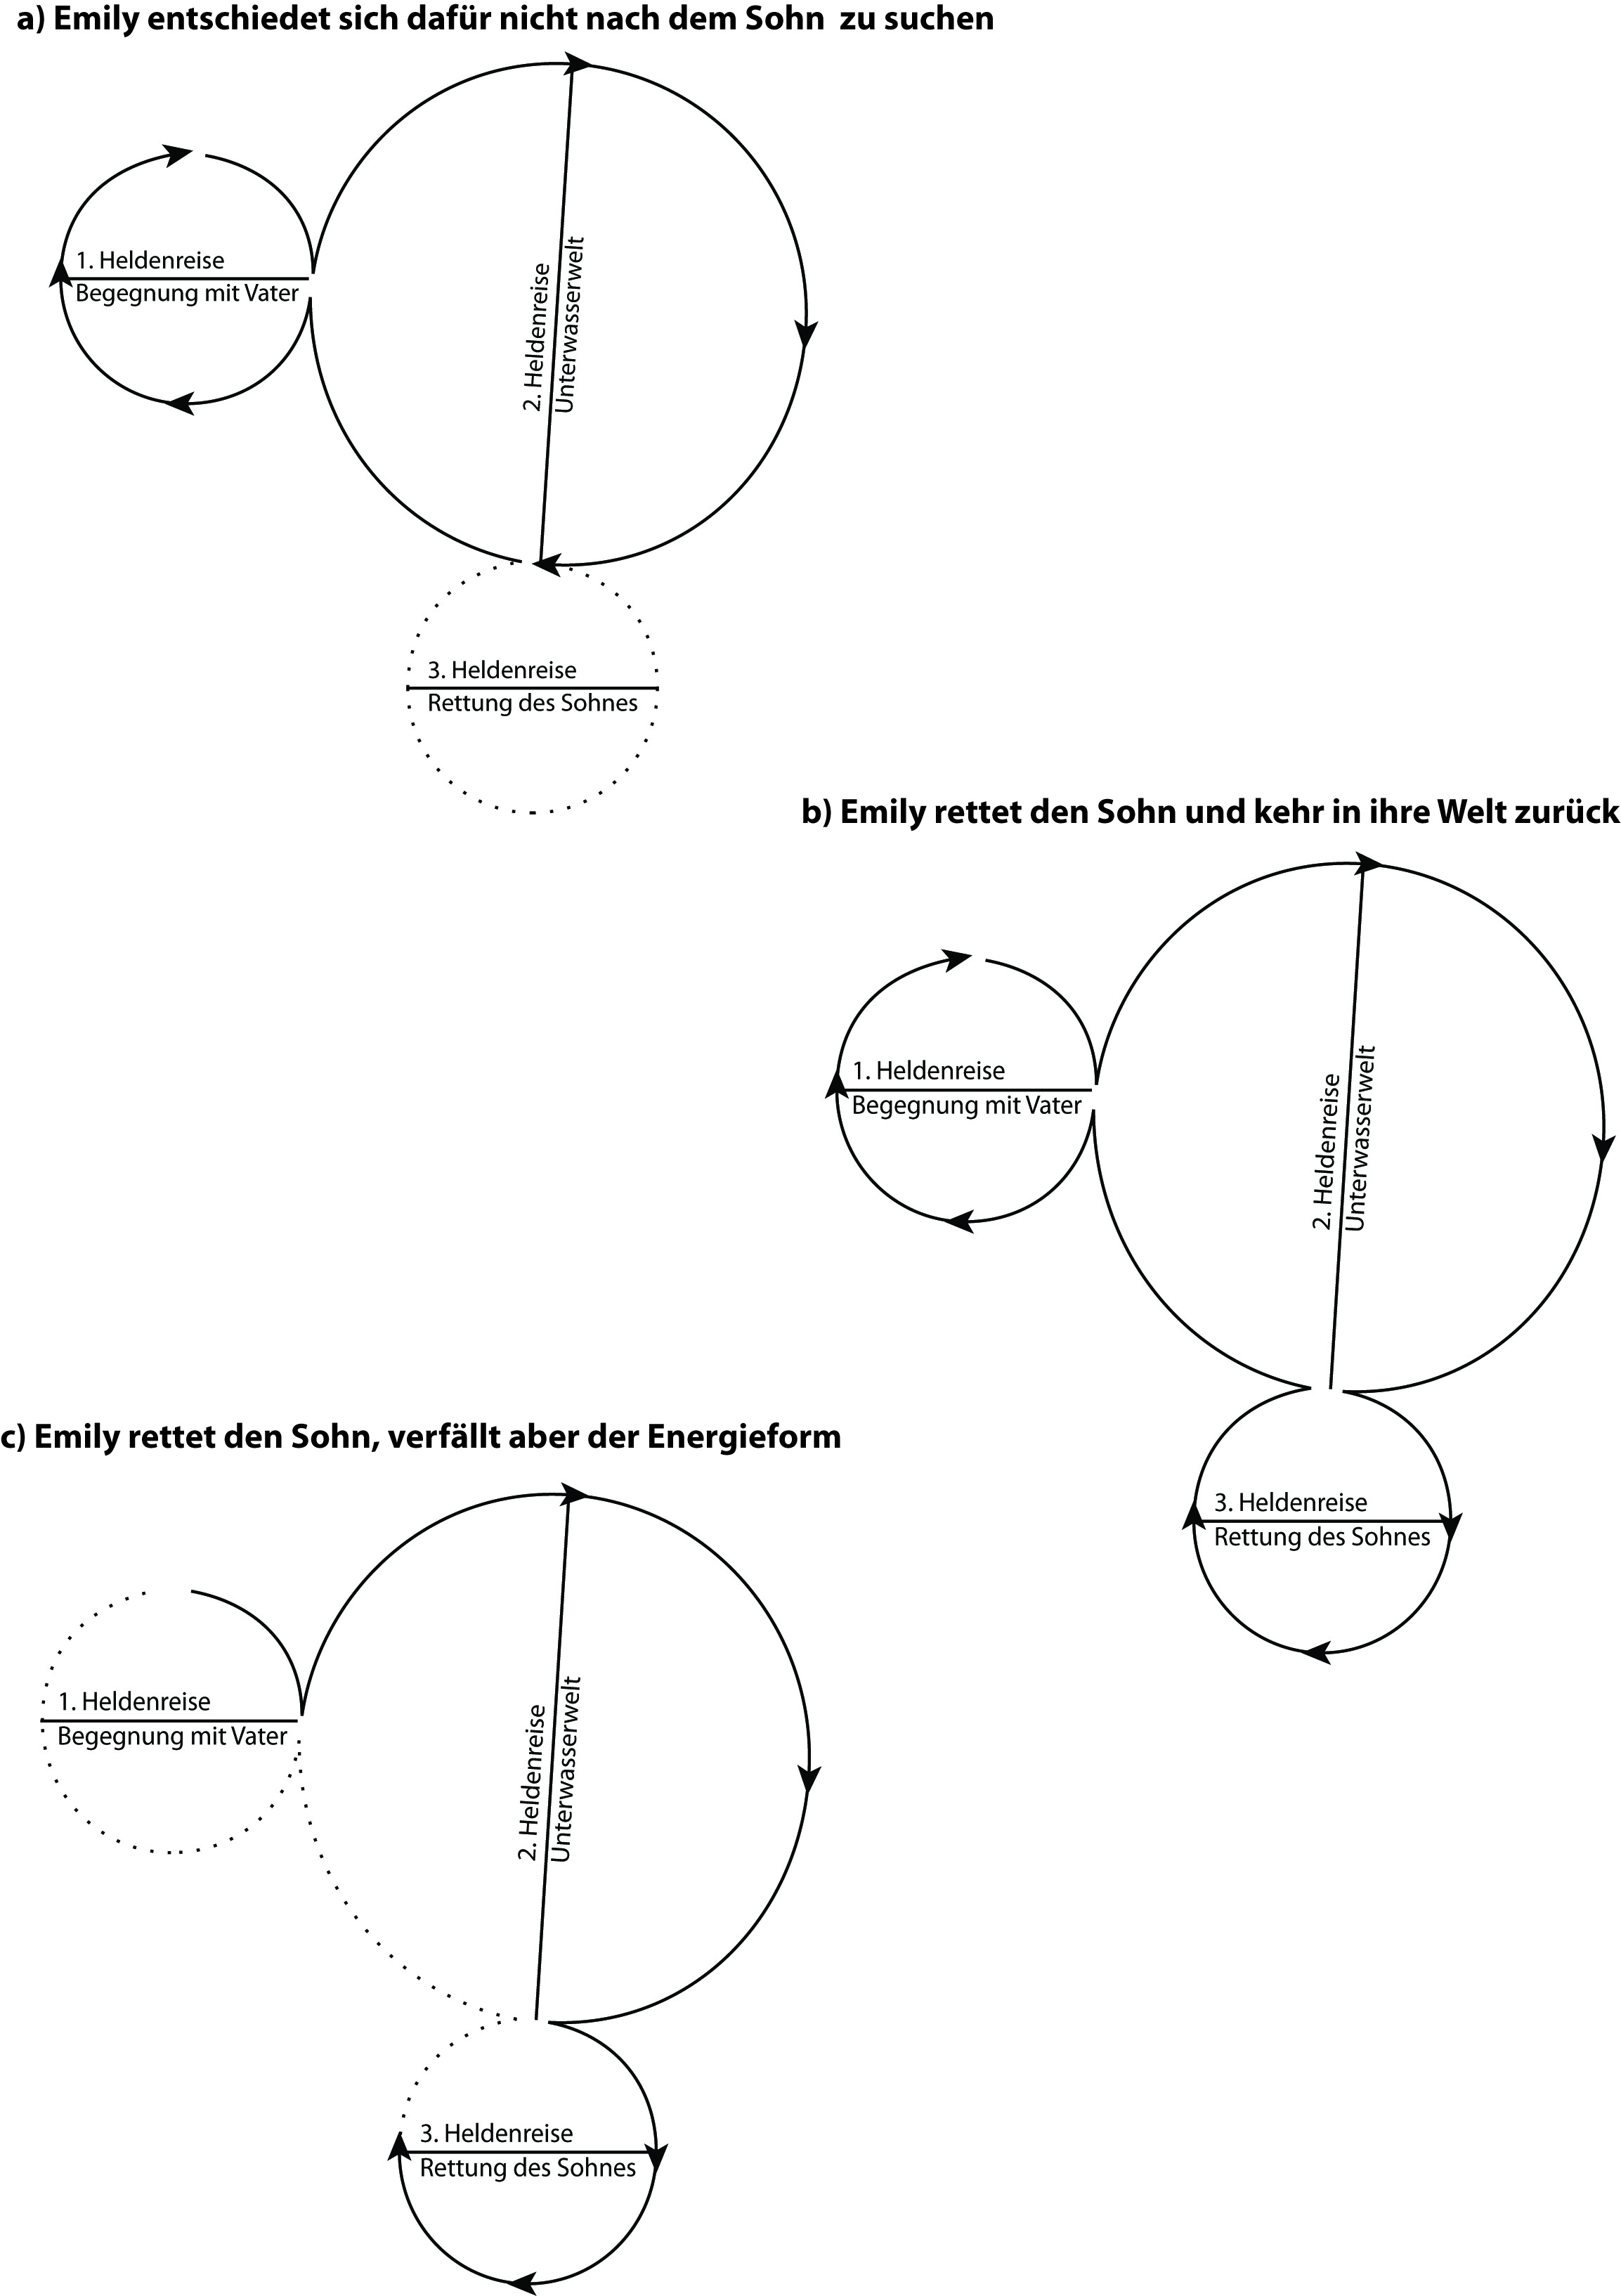 a) Emily entschiedet sich dafür nicht nach dem Sohn  zu suchen
1. Heldenreise
Begegnung mit Vater
2. Heldenreise
Unterwasserwelt
3. Heldenreise
Rettung des Sohnes
b) Emily rettet den Sohn und kehr in ihre Welt zurück
1. Heldenreise
Begegnung mit Vater
2. Heldenreise
Unterwasserwelt
3. Heldenreise
Rettung des Sohnes
c) Emily rettet den Sohn, verfällt aber der Energieform
1. Heldenreise
Begegnung mit Vater
2. Heldenreise
Unterwasserwelt
3. Heldenreise
Rettung des Sohnes